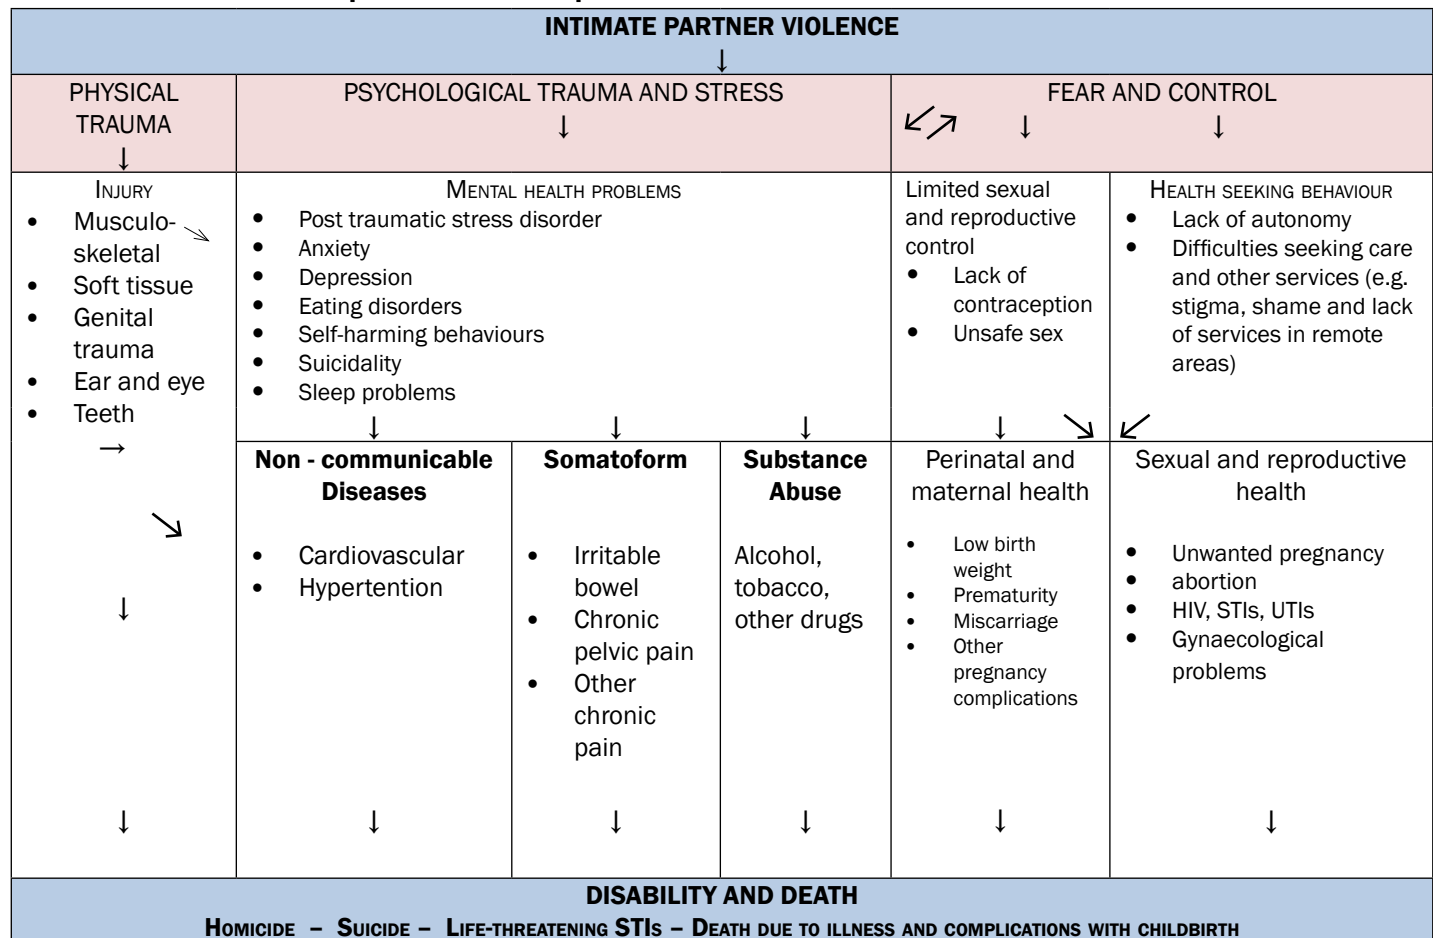 INTIMATE PARTNER VIOLENCE
↓
PHYSICAL
TRAUMA
↓
PSYCHOLOGICAL TRAUMA AND STRESS
↓
FEAR AND CONTROL
↙↗ ↓ ↓
INJURY
• Musculo-
skeletal
• Soft tissue
• Genital
trauma
• Ear and eye
• Teeth
→
↘
↓
↓
MENTAL HEALTH PROBLEMS
• Post traumatic stress disorder
• Anxiety
• Depression
• Eating disorders
• Self-harming behaviours
• Suicidality
• Sleep problems
↓ ↓ ↓
Limited sexual
and reproductive
control
• Lack of
contraception
• Unsafe sex
↓ ↘
HEALTH SEEKING BEHAVIOUR
• Lack of autonomy
• Difficulties seeking care
and other services (e.g.
stigma, shame and lack
of services in remote
areas)
↙
Non - communicable
Diseases
• Cardiovascular
• Hypertention
↓
Somatoform
• Irritable
bowel
• Chronic
pelvic pain
• Other
chronic
pain
↓
Substance
Abuse
Alcohol,
tobacco,
other drugs
↓
Perinatal and
maternal health
• Low birth
weight
• Prematurity
• Miscarriage
• Other
pregnancy
complications
↓
Sexual and reproductive
health
• Unwanted pregnancy
• abortion
• HIV, STIs, UTIs
• Gynaecological
problems
↓
DISABILITY AND DEATH
HOMICIDE – SUICIDE – LIFE-THREATENING STIs – DEATH DUE TO ILLNESS AND COMPLICATIONS WITH CHILDBIRTH